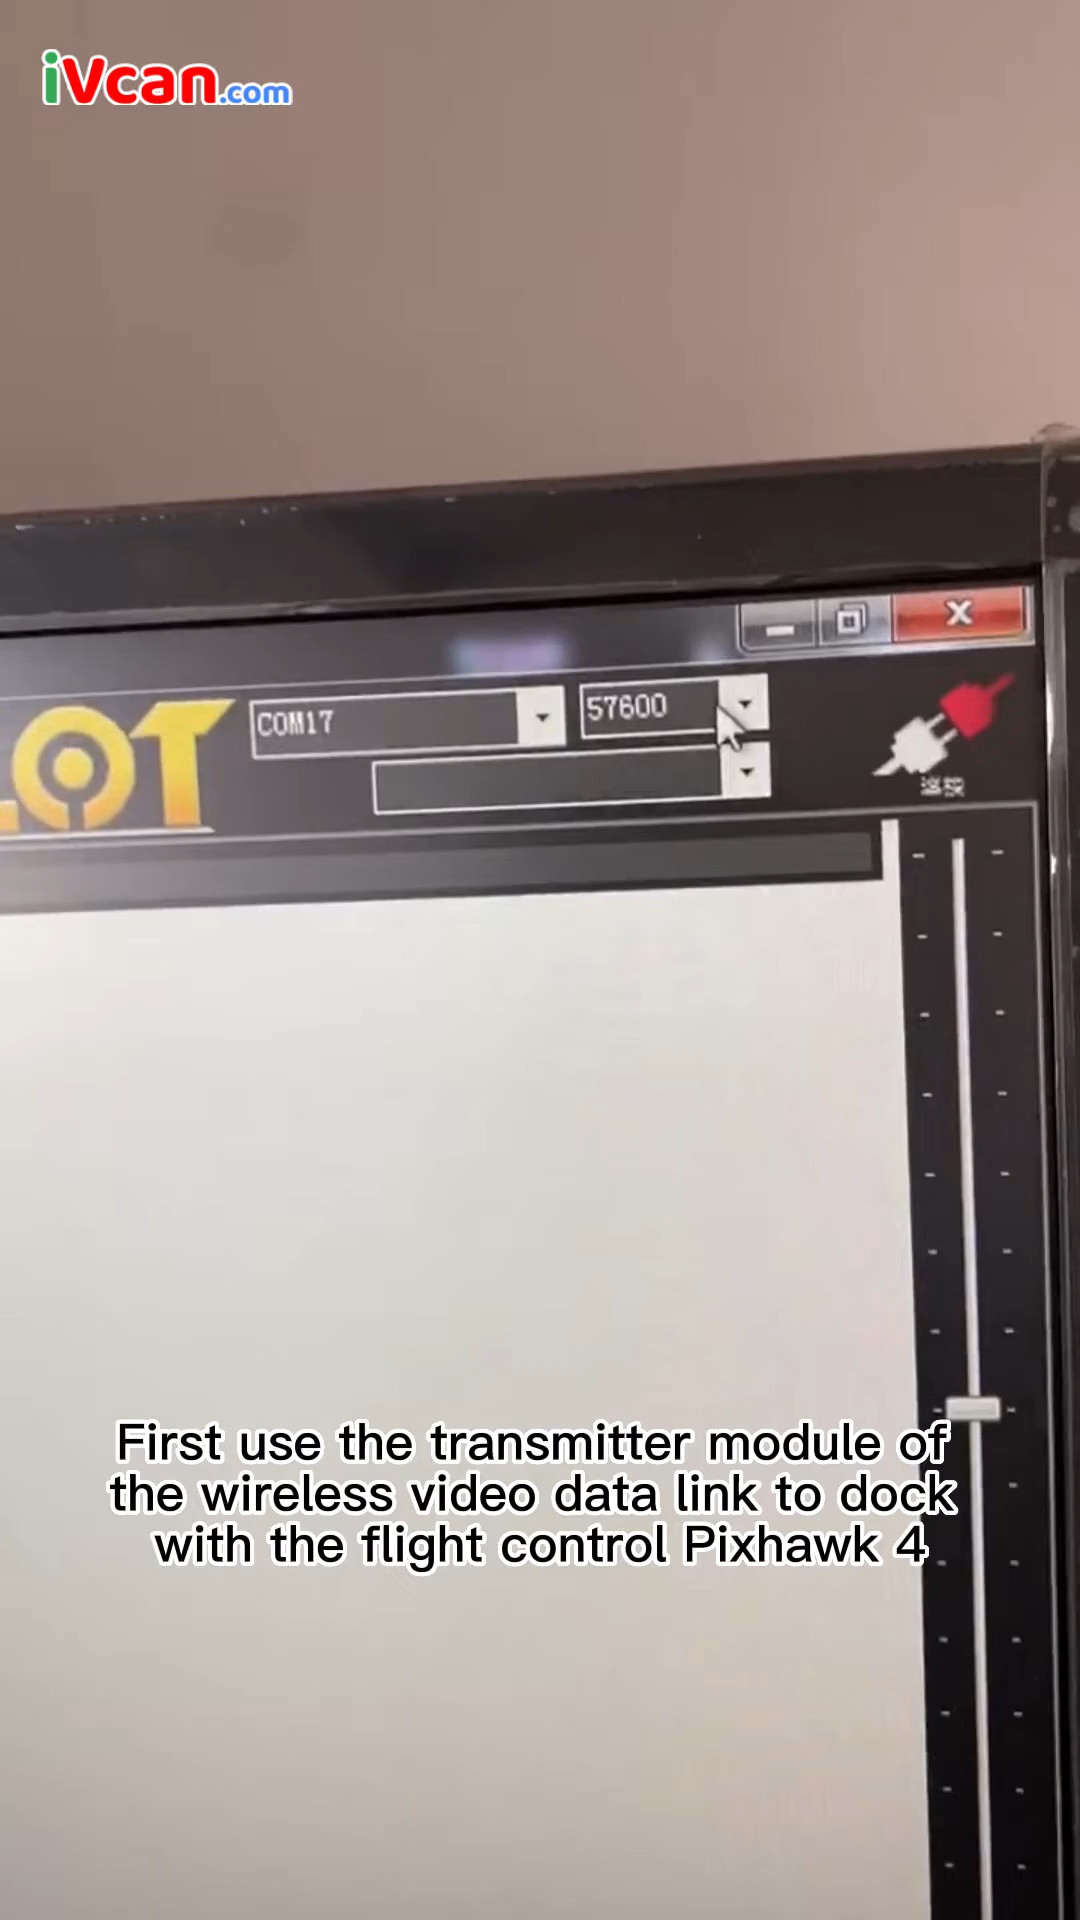 iVcan.com
LOT
COM17
57600
连接
First use the transmitter module of
the wireless video data link to dock
with the flight control Pixhawk 4